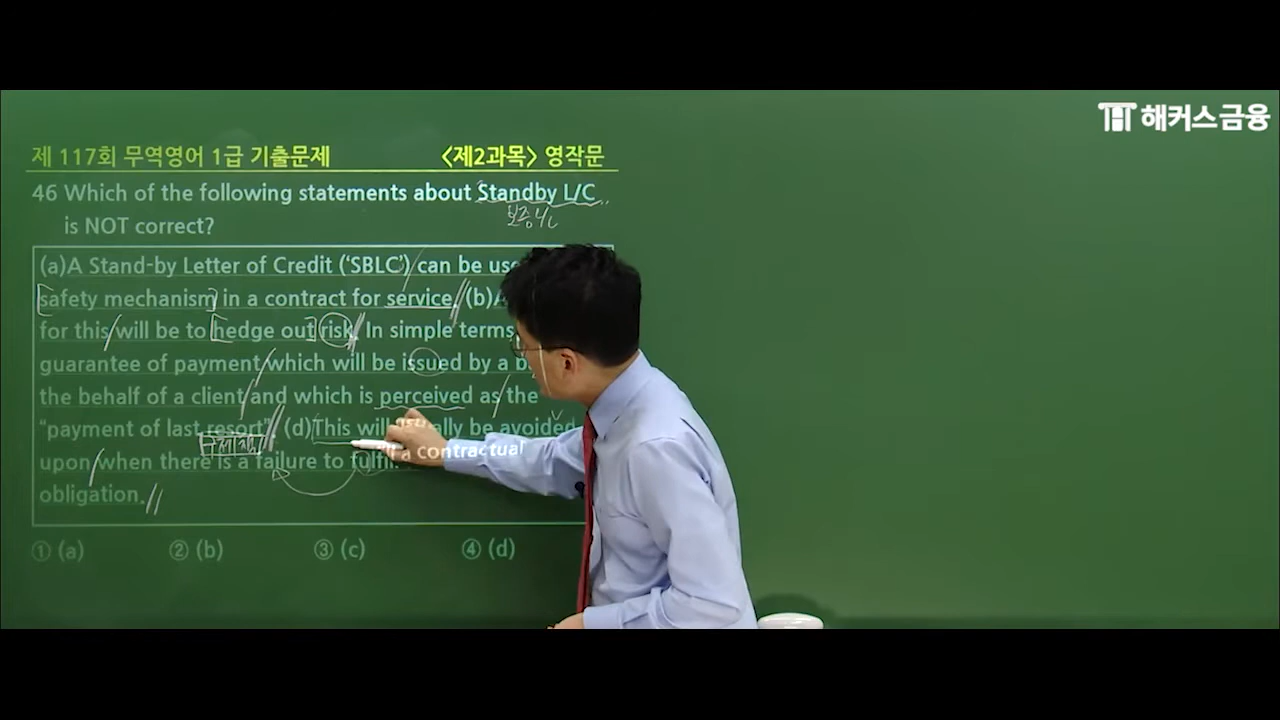 해커스금융
제 117회 무역영어 1급 기출문제 <제2과목> 영작문
46 Which of the following statements about Standby L/C
보증 L/C
is NOT correct?
(a)A Stand-by Letter of Credit (‘SBLC’) can be
safety mechanism in a contract for service. (b)
for this will be to hedge out risk. In simple terms
guarantee of payment which will be issued by a
the behalf of a client and which is perceived as the
“payment of last resort”. (d)This will usually be avoided
구제책
upon when there is a failure to fulfil a contractual
obligation.
① (a) ② (b) ③ (c) ④ (d)